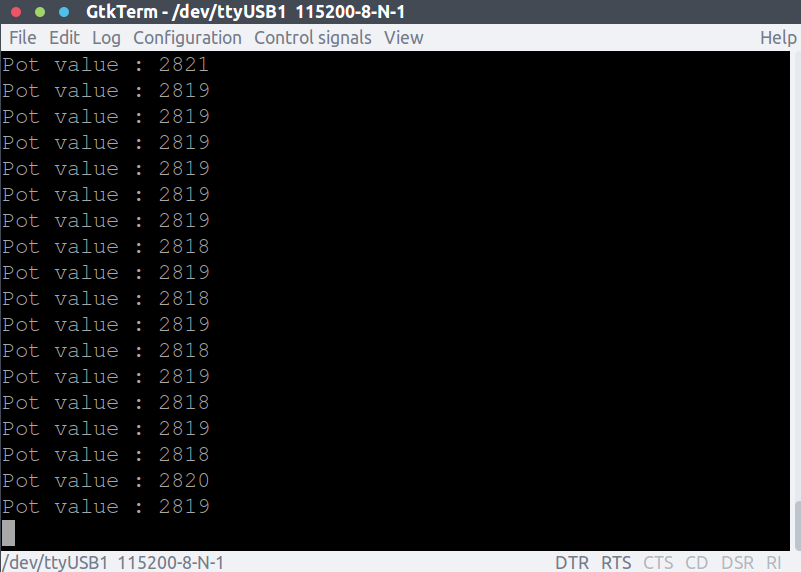 GtkTerm - /dev/ttyUSB1 115200-8-N-1
File Edit Log Configuration Control signals View Help
Pot value : 2821
Pot value : 2819
Pot value : 2819
Pot value : 2819
Pot value : 2819
Pot value : 2819
Pot value : 2819
Pot value : 2818
Pot value : 2819
Pot value : 2818
Pot value : 2819
Pot value : 2818
Pot value : 2819
Pot value : 2818
Pot value : 2819
Pot value : 2818
Pot value : 2820
Pot value : 2819
/dev/ttyUSB1 115200-8-N-1 DTR RTS CTS CD DSR RI